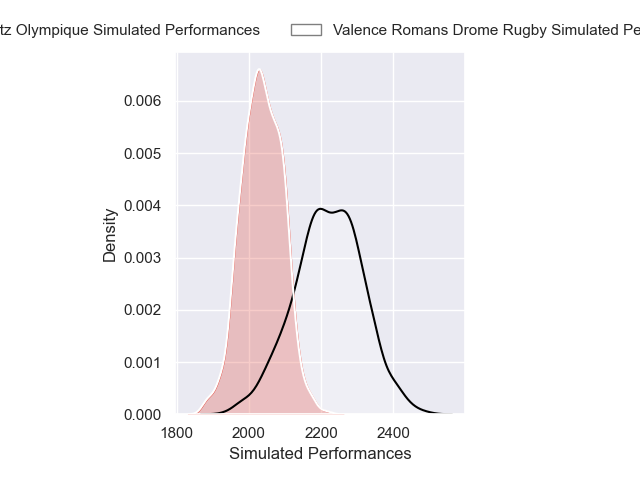 tz Olympique Simulated Performances Valence Romans Drome Rugby Simulated Pe
0.006
0.005
0.004
0.003
0.002
0.001
0.000
Density
1800 2000 2200 2400
Simulated Performances